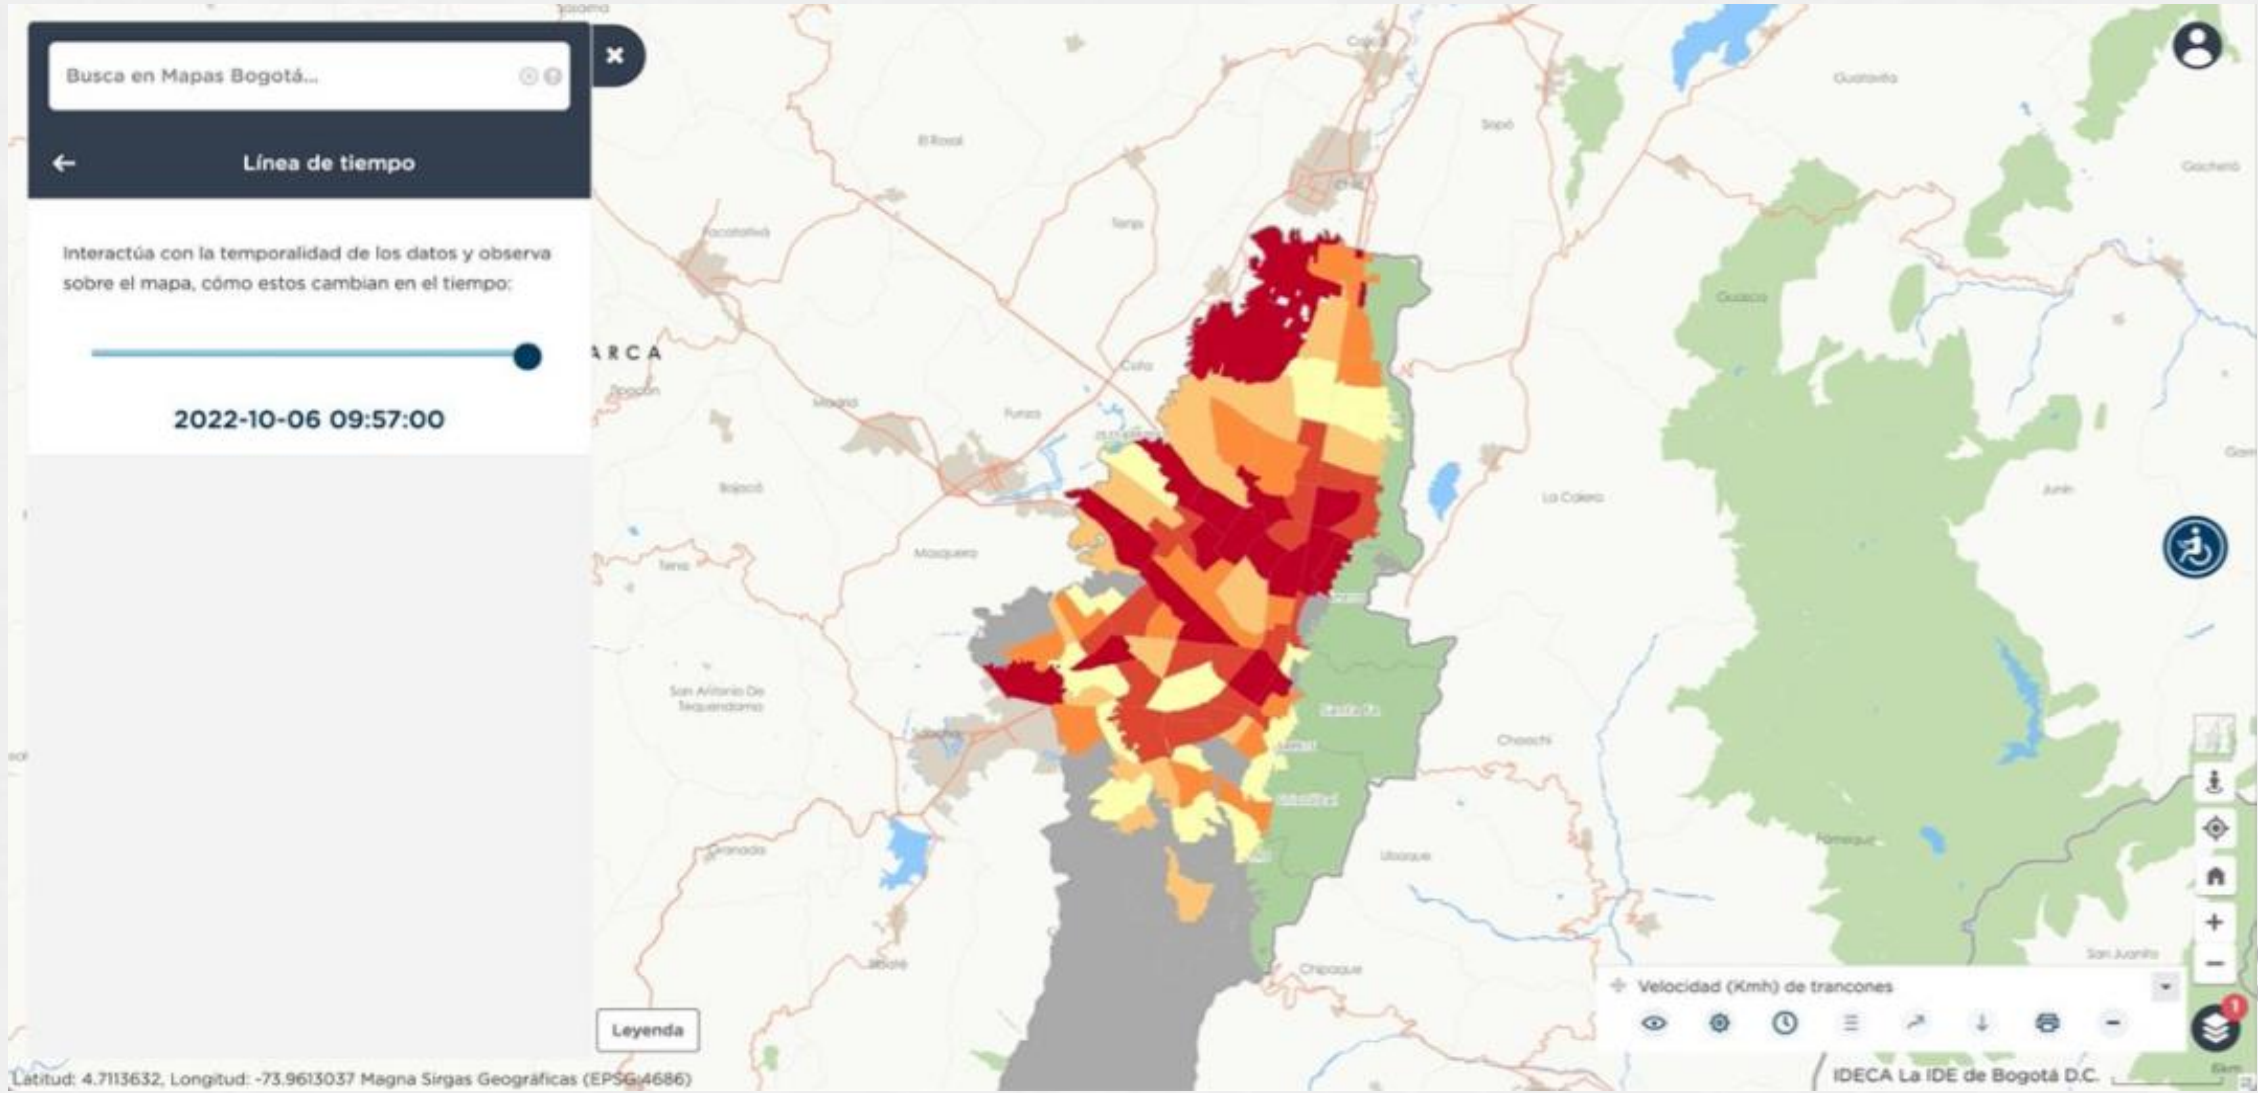 Busca en Mapas Bogotá...
Línea de tiempo
Interactúa con la temporalidad de los datos y observa
sobre el mapa, cómo estos cambian en el tiempo:
2022-10-06 09:57:00
ARCA
Guatavita
El Rosal
Sopó
Gachetá
Tenjo
Facatativá
Guasca
Cota
Madrid
Funza
Bojacá
La Calera
Junín
Mosquera
Tena
San Antonio De
Tequendama
Santa Fe
Soacha
Choachí
Granada
Ubaque
Fómeque
Sibaté
Chipaque
San Juanito
Velocidad (Kmh) de trancones
1
Leyenda
Latitud: 4.7113632, Longitud: -73.9613037 Magna Sirgas Geográficas (EPSG:4686)
IDECA La IDE de Bogotá D.C.